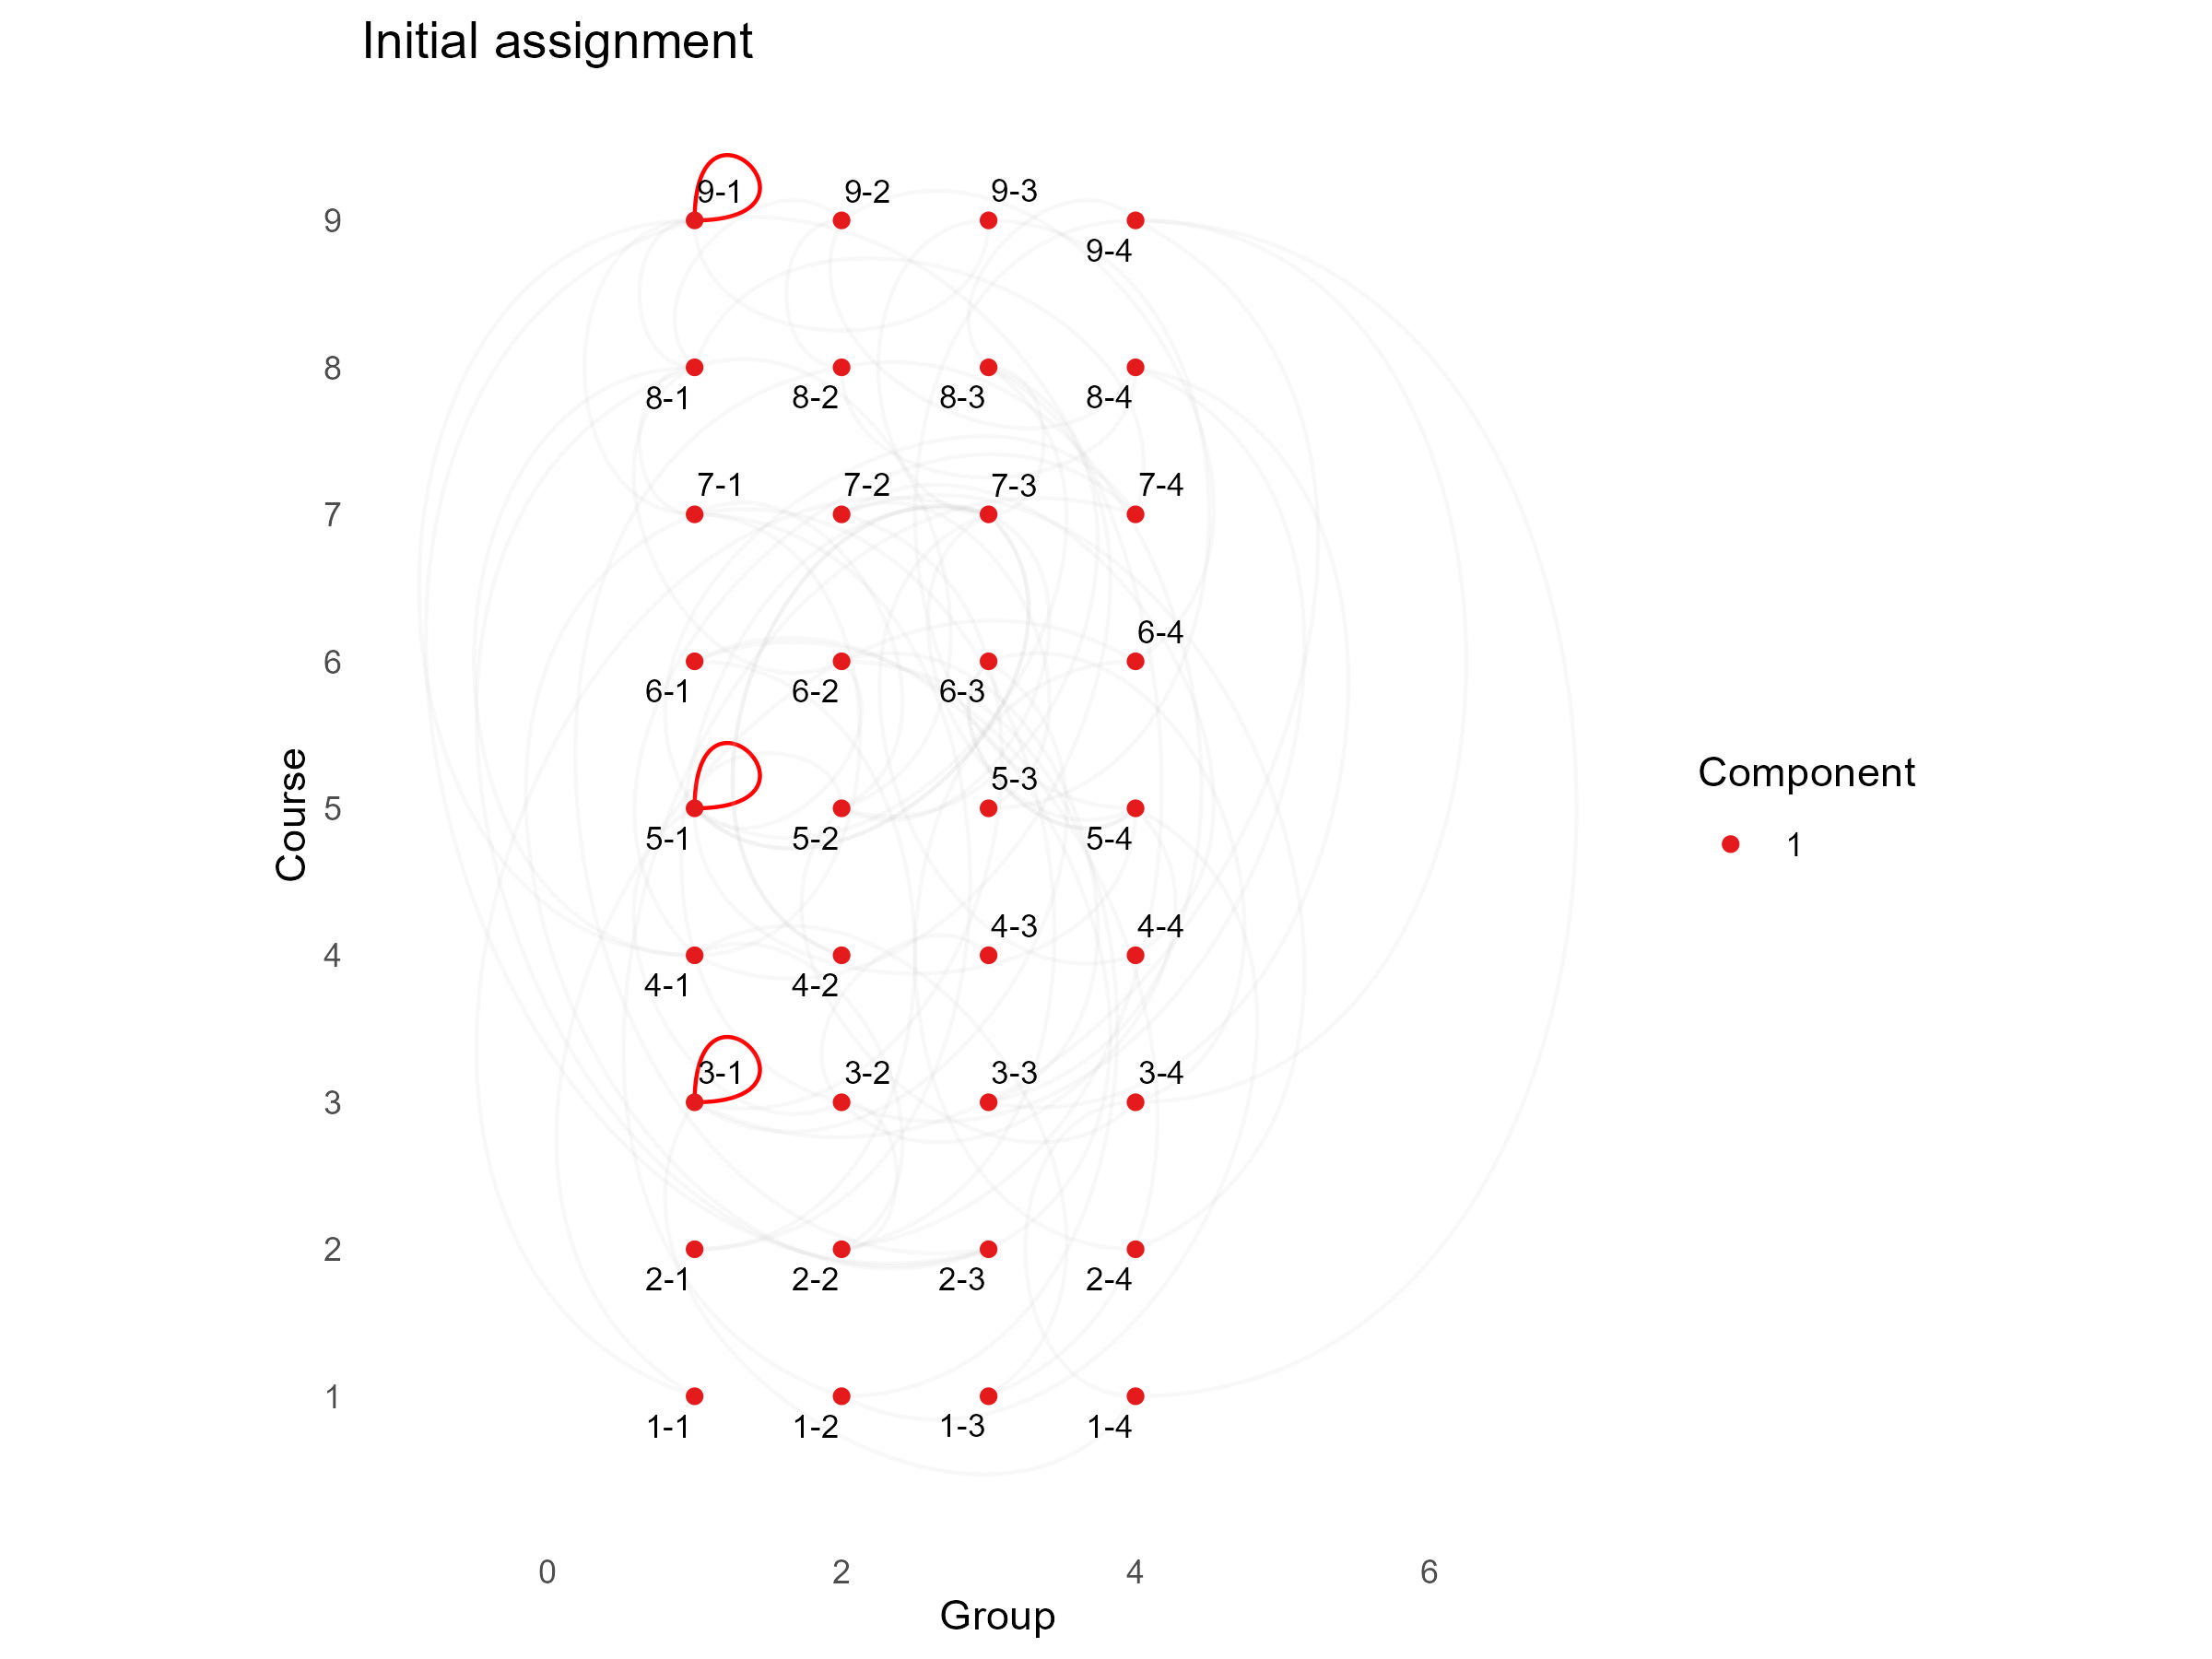 Initial assignment
9-1 9-2 9-3
9
9-4
8
8-1 8-2 8-3 8-4
7-1 7-2 7-3 7-4
7
6-4
6
6-1 6-2 6-3
5-3
5
5-1 5-2 5-4
4-3 4-4
4
4-1 4-2
3-1 3-2 3-3 3-4
3
2
2-1 2-2 2-3 2-4
1
1-1 1-2 1-3 1-4
Course
0 2 4 6
Group
Component
1